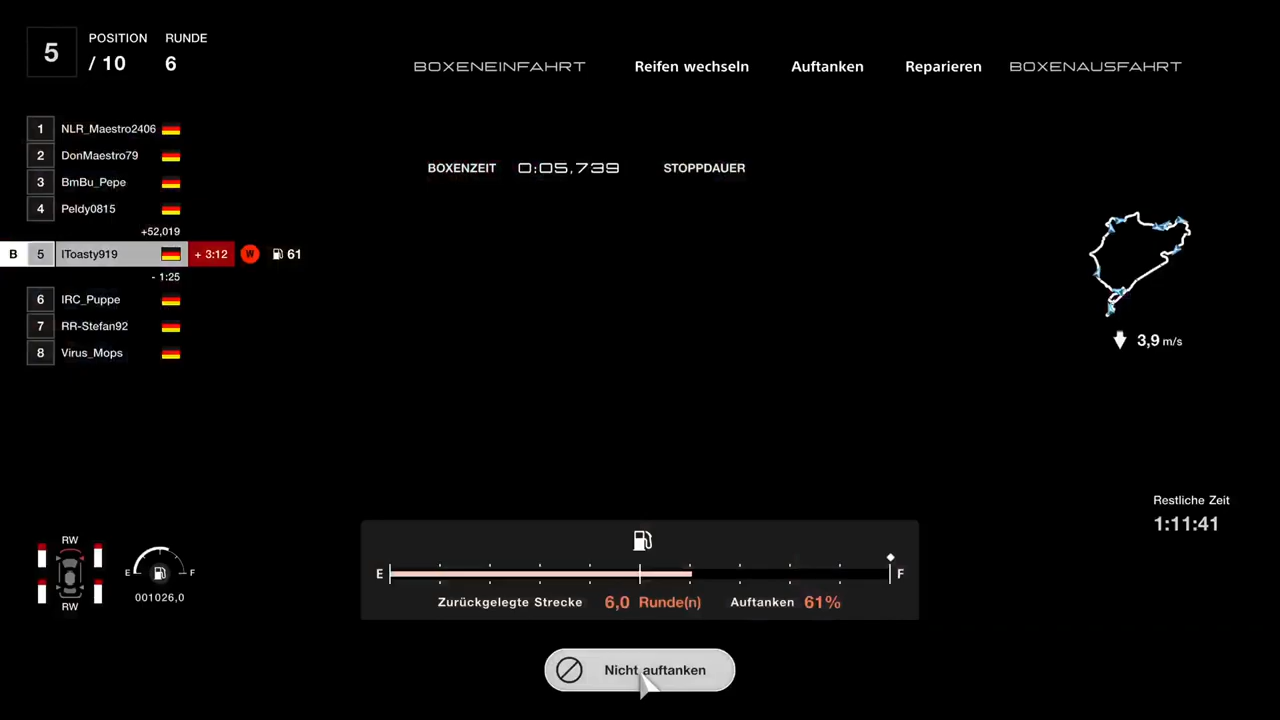 5
POSITION
/ 10
RUNDE
6
BOXENEINFAHRT Reifen wechseln Auftanken Reparieren BOXENAUSFAHRT
1 NLR_Maestro2406
2 DonMaestro79
3 BmBu_Pepe
4 Peldy0815
+52,019
B 5 IToasty919 + 3:12 W 61
- 1:25
6 IRC_Puppe
7 RR-Stefan92
8 Virus_Mops
BOXENZEIT 0:05,739 STOPPDAUER
3,9 m/s
Restliche Zeit
1:11:41
RW
RW
E F
001026,0
E F
Zurückgelegte Strecke 6,0 Runde(n) Auftanken 61%
Nicht auftanken